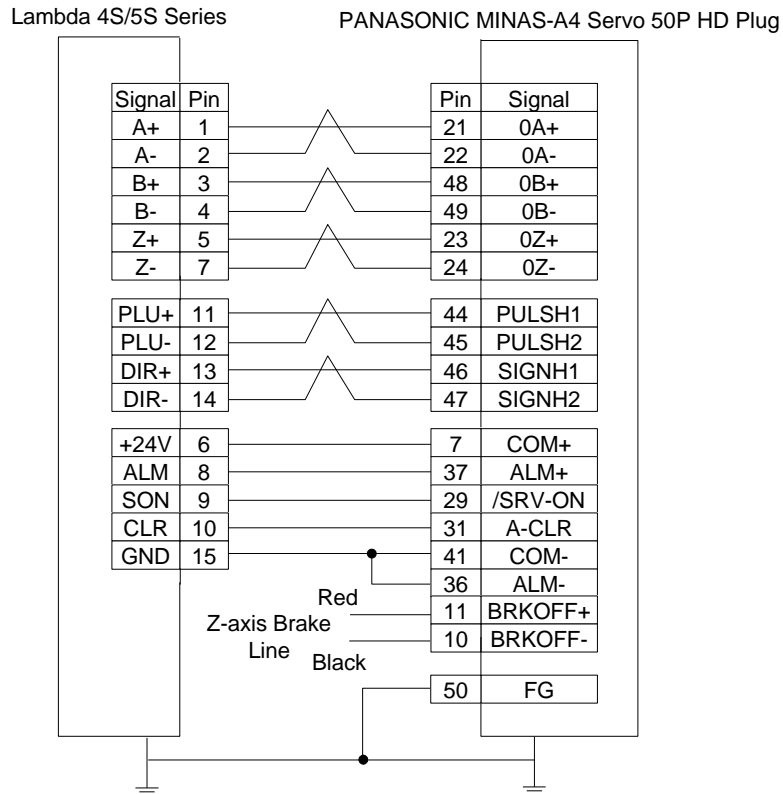 Lambda 4S/5S Series PANASONIC MINAS-A4 Servo 50P HD Plug
Signal Pin Pin Signal
A+ 1 21 0A+
A- 2 22 0A-
B+ 3 48 0B+
B- 4 49 0B-
Z+ 5 23 0Z+
Z- 7 24 0Z-
PLU+ 11 44 PULSH1
PLU- 12 45 PULSH2
DIR+ 13 46 SIGNH1
DIR- 14 47 SIGNH2
+24V 6 7 COM+
ALM 8 37 ALM+
SON 9 29 /SRV-ON
CLR 10 31 A-CLR
GND 15 41 COM-
36 ALM-
Red 11 BRKOFF+
Z-axis Brake
Line
10 BRKOFF-
Black
50 FG